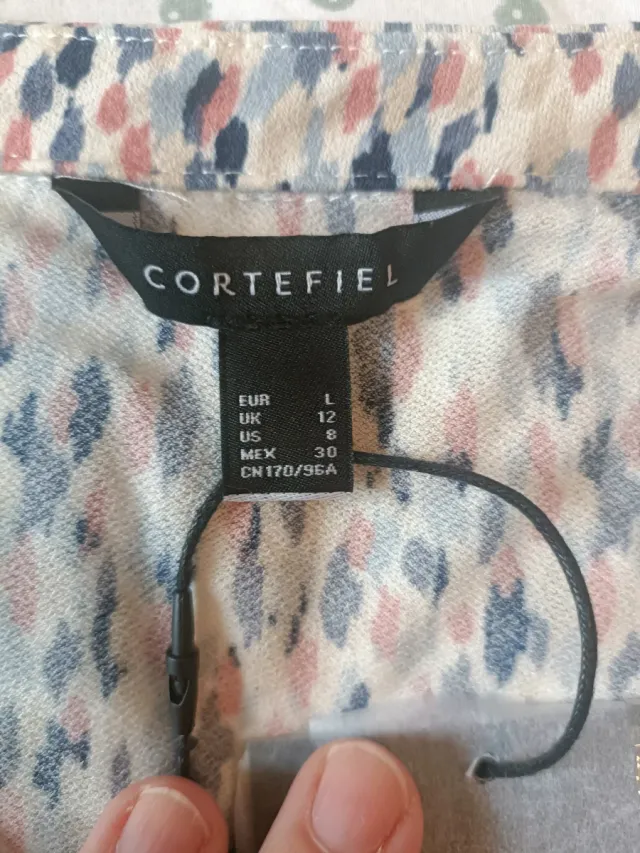 CORTEFIEL
EUR L
UK 12
US 8
MEX 30
CN170/96A